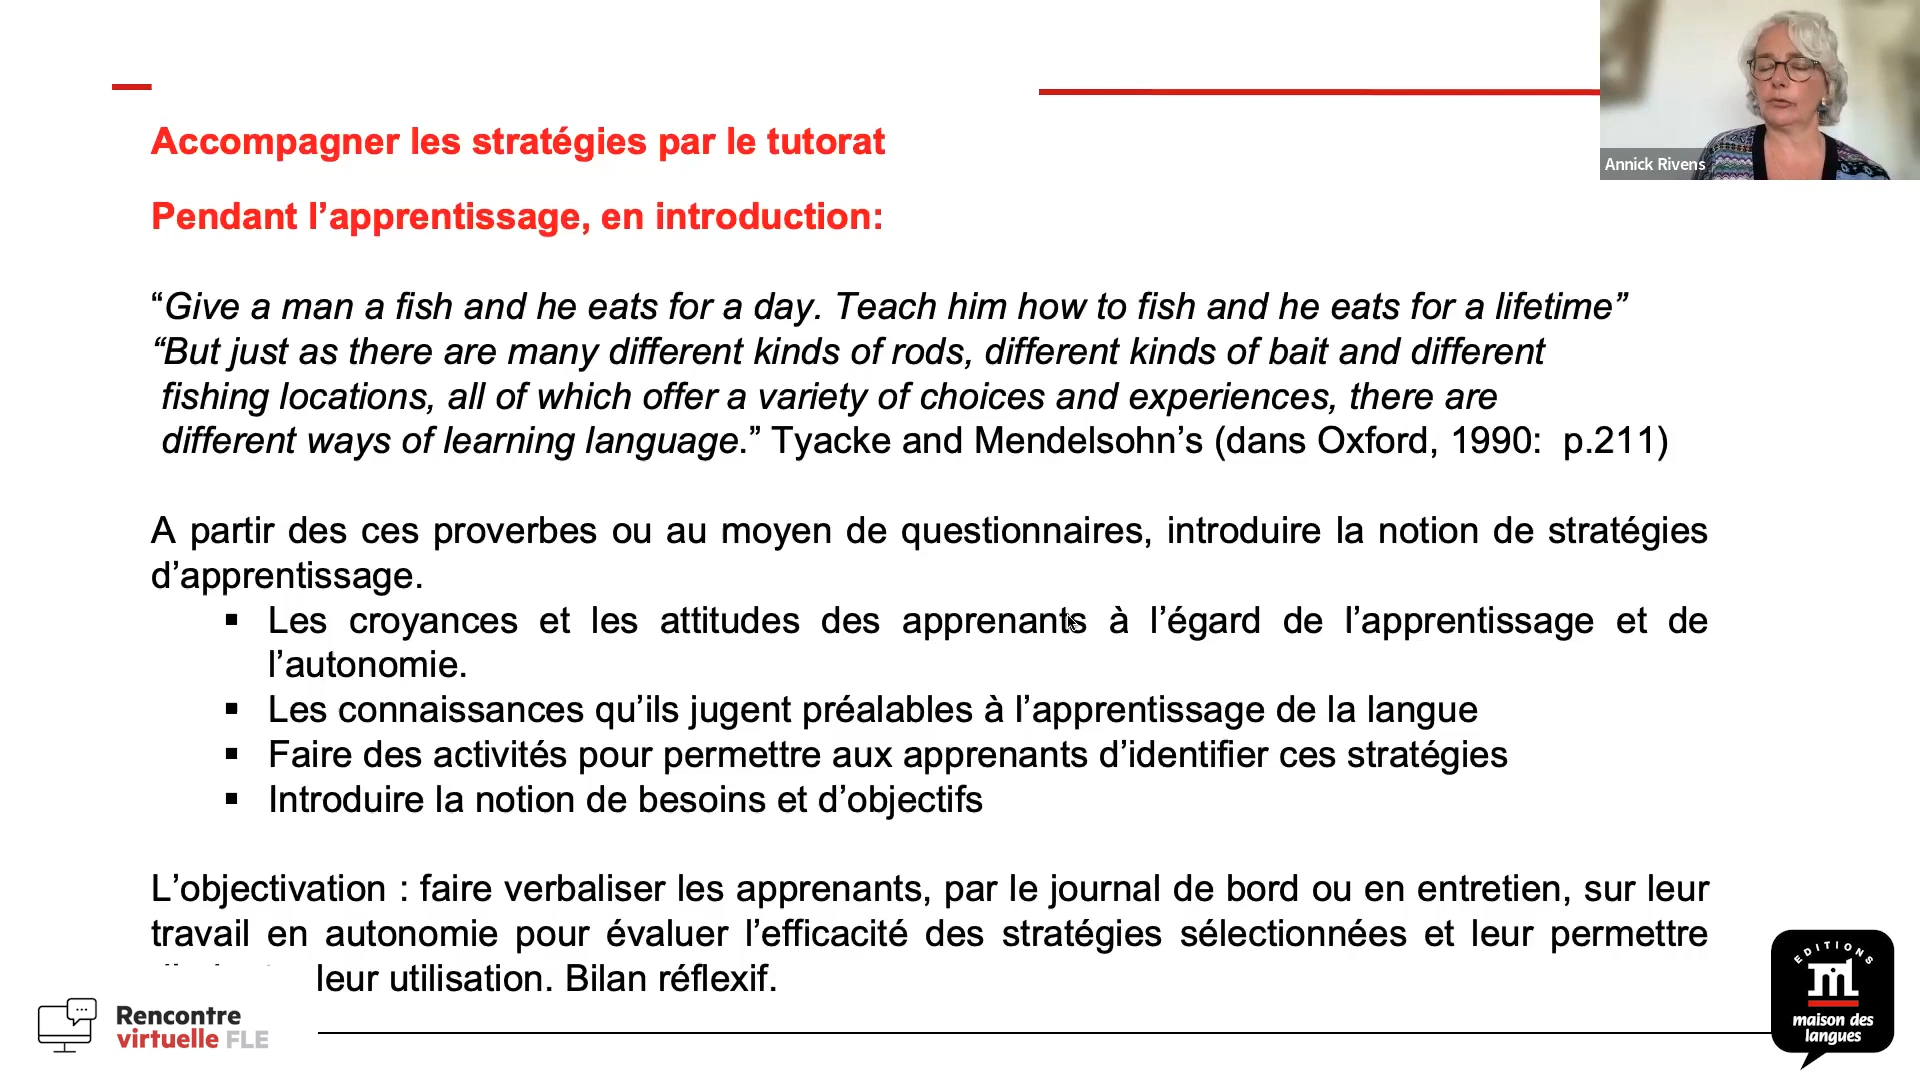 Annick Rivens
Accompagner les stratégies par le tutorat
Pendant l’apprentissage, en introduction:
“Give a man a fish and he eats for a day. Teach him how to fish and he eats for a lifetime”
“But just as there are many different kinds of rods, different kinds of bait and different
fishing locations, all of which offer a variety of choices and experiences, there are
different ways of learning language.” Tyacke and Mendelsohn’s (dans Oxford, 1990: p.211)
A partir des ces proverbes ou au moyen de questionnaires, introduire la notion de stratégies
d’apprentissage.
▪ Les croyances et les attitudes des apprenants à l’égard de l’apprentissage et de
l’autonomie.
▪ Les connaissances qu’ils jugent préalables à l’apprentissage de la langue
▪ Faire des activités pour permettre aux apprenants d’identifier ces stratégies
▪ Introduire la notion de besoins et d’objectifs
L’objectivation : faire verbaliser les apprenants, par le journal de bord ou en entretien, sur leur
travail en autonomie pour évaluer l’efficacité des stratégies sélectionnées et leur permettre
leur utilisation. Bilan réflexif.
Rencontre
virtuelle FLE
EDITIONS
maison des
langues